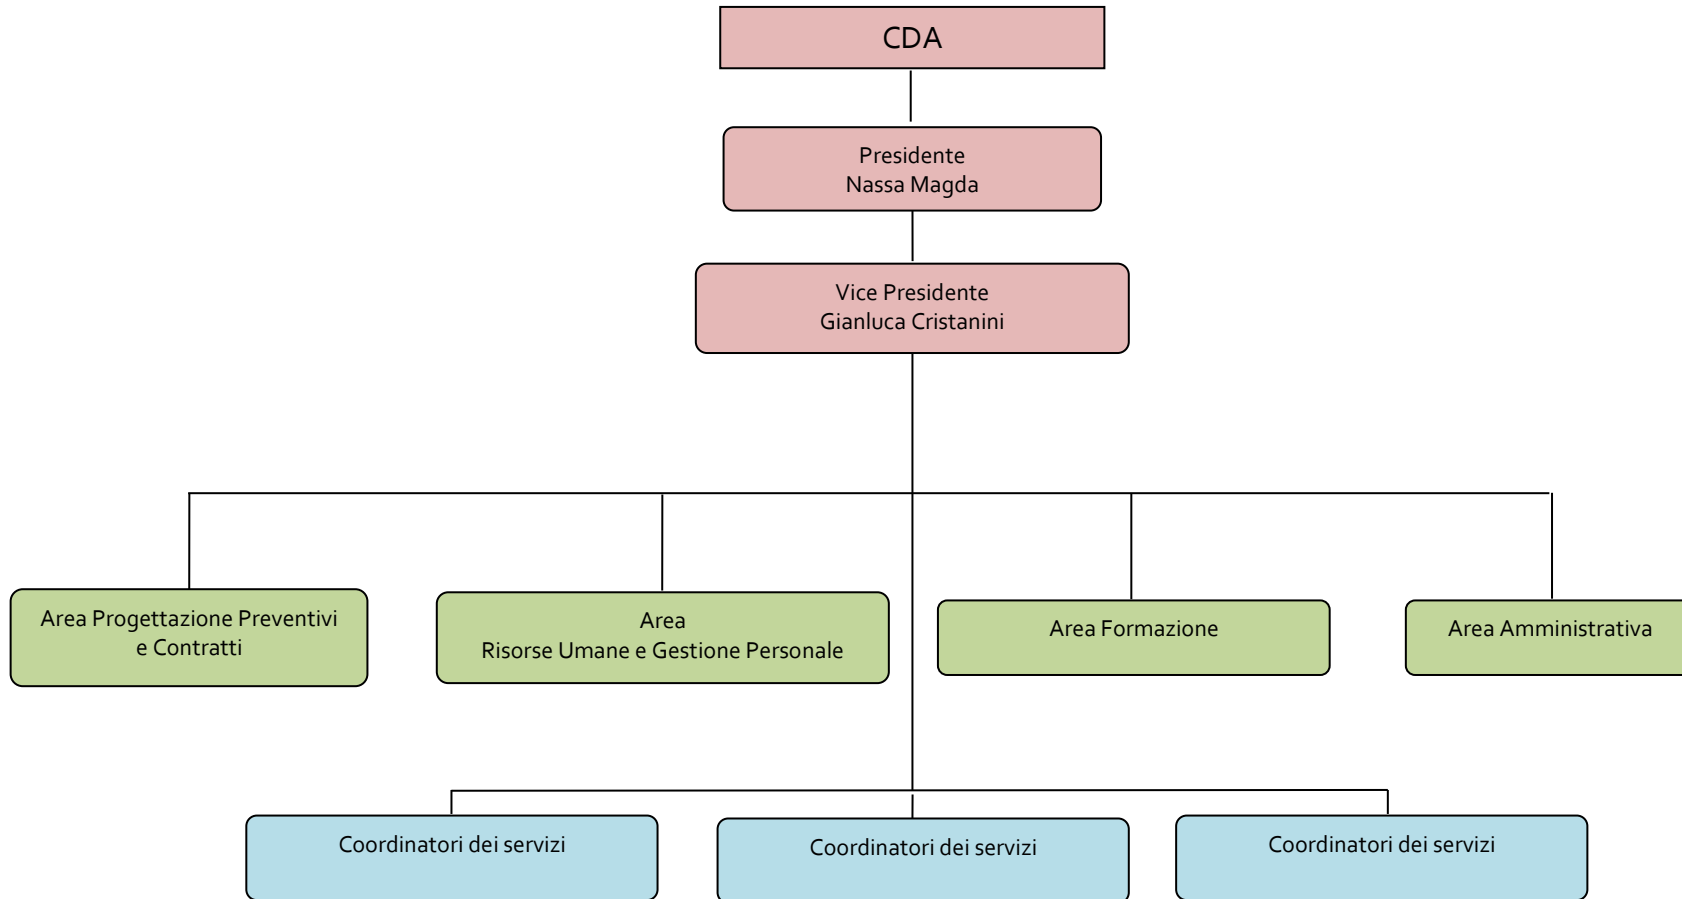 CDA
Presidente
Nassa Magda
Vice Presidente
Gianluca Cristanini
Area Progettazione Preventivi
e Contratti
Area
Risorse Umane e Gestione Personale
Area Formazione
Area Amministrativa
Coordinatori dei servizi
Coordinatori dei servizi
Coordinatori dei servizi